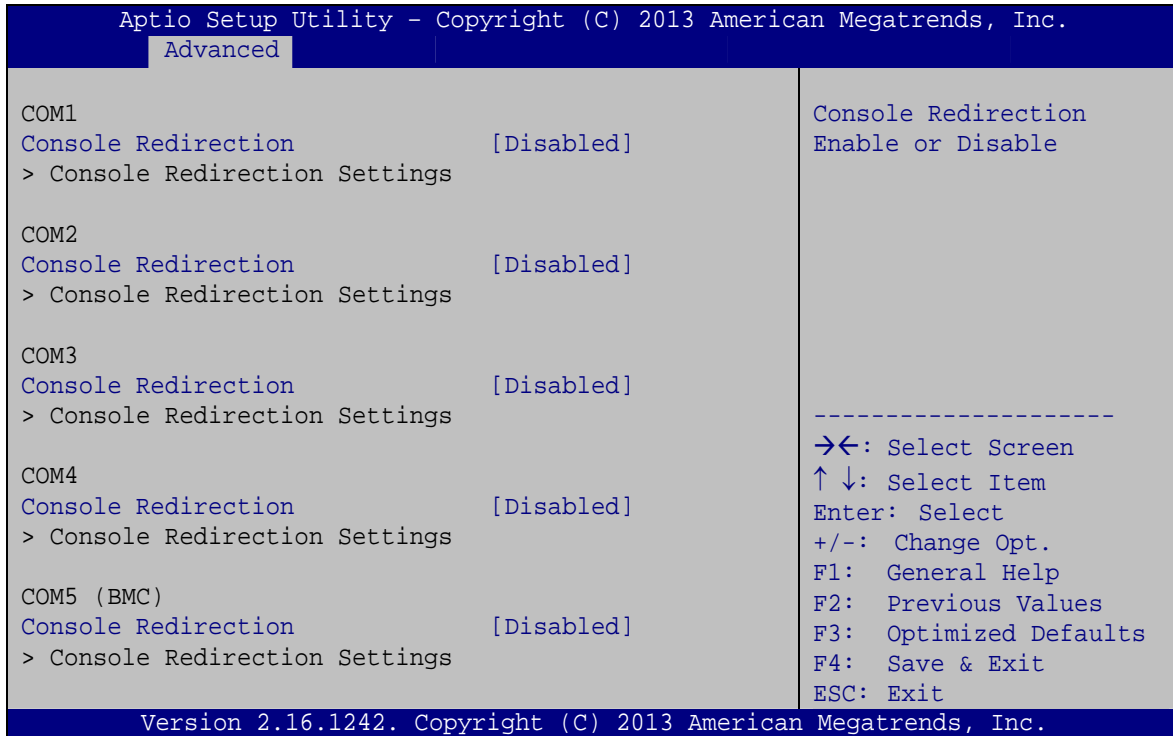 Aptio Setup Utility – Copyright (C) 2013 American Megatrends, Inc.
Advanced
COM1
Console Redirection [Disabled]
> Console Redirection Settings
COM2
Console Redirection [Disabled]
> Console Redirection Settings
COM3
Console Redirection [Disabled]
> Console Redirection Settings
COM4
Console Redirection [Disabled]
> Console Redirection Settings
COM5 (BMC)
Console Redirection [Disabled]
> Console Redirection Settings
Console Redirection
Enable or Disable
---------------------
→←: Select Screen
↑ ↓: Select Item
Enter: Select
+/-: Change Opt.
F1: General Help
F2: Previous Values
F3: Optimized Defaults
F4: Save & Exit
ESC: Exit
Version 2.16.1242. Copyright (C) 2013 American Megatrends, Inc.